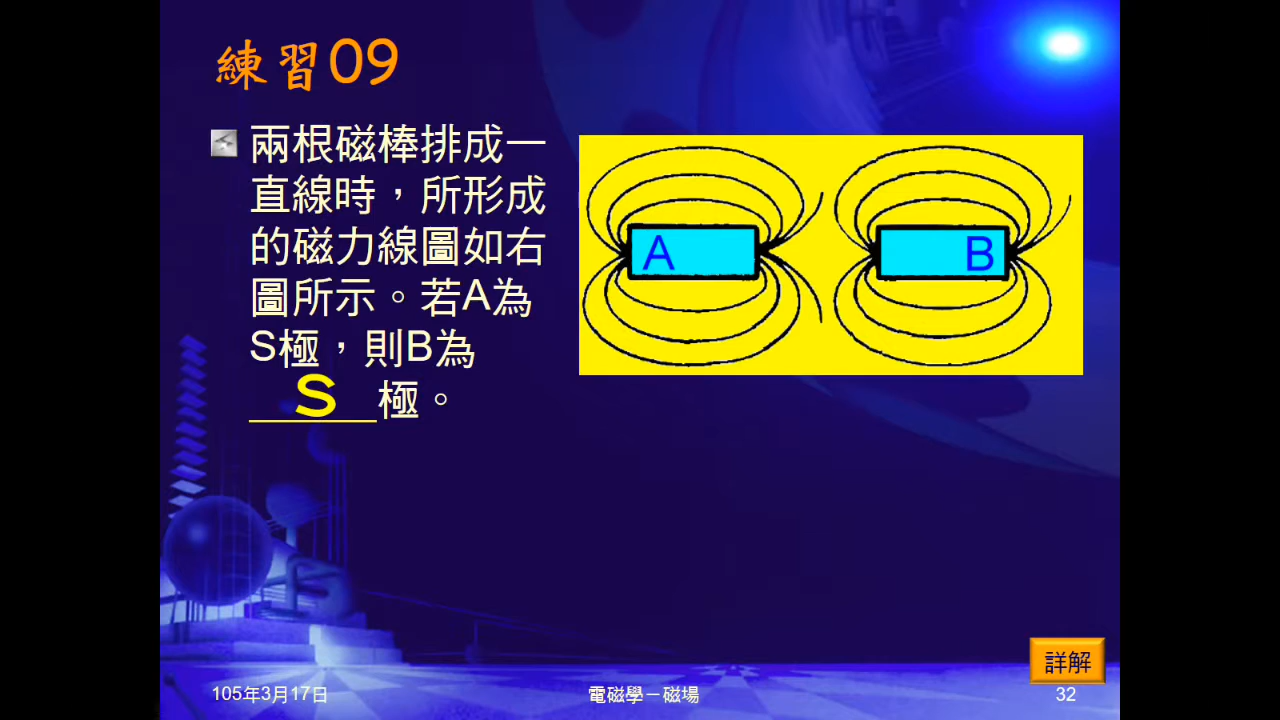 練習09
兩根磁棒排成一
直線時，所形成
的磁力線圖如右
圖所示。若A為
S極，則B為
S極。
A
B
詳解
105年3月17日
電磁學－磁場
32